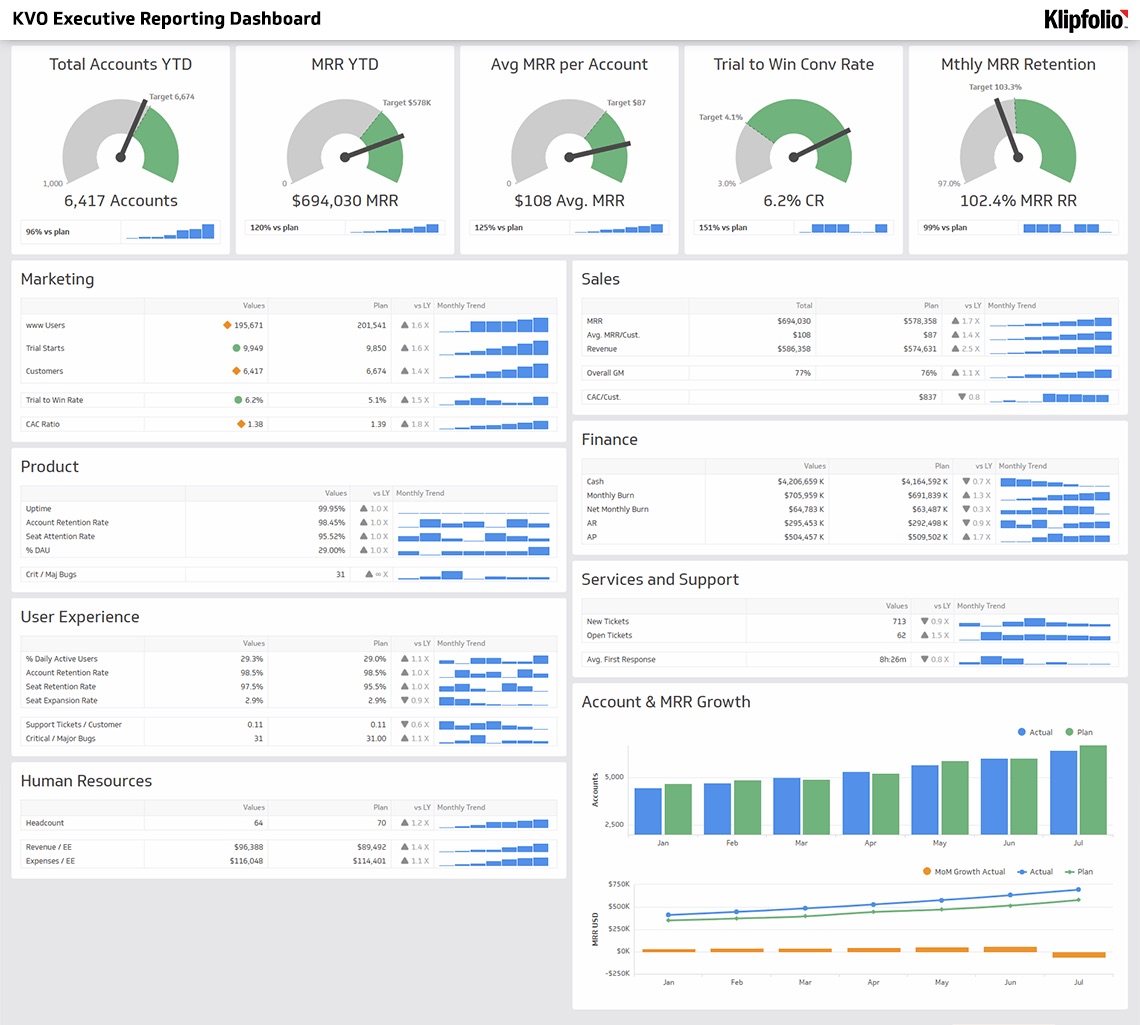 KVO Executive Reporting Dashboard
Klipfolio
Total Accounts YTD
Target 6,674
1,000
6,417 Accounts
96% vs plan
MRR YTD
Target $578K
0
$694,030 MRR
120% vs plan
Avg MRR per Account
Target $87
0
$108 Avg. MRR
125% vs plan
Trial to Win Conv Rate
Target 4.1%
3.0%
6.2% CR
151% vs plan
Mthly MRR Retention
Target 103.3%
97.0%
102.4% MRR RR
99% vs plan
Marketing
Values Plan vs LY Monthly Trend
www Users 195,671 201,541 1.6 X
Trial Starts 9,949 9,850 1.6 X
Customers 6,417 6,674 1.4 X
Trial to Win Rate 6.2% 5.1% 1.5 X
CAC Ratio 1.38 1.39 1.8 X
Product
Values vs LY Monthly Trend
Uptime 99.95% 1.0 X
Account Retention Rate 98.45% 1.0 X
Seat Attention Rate 95.52% 1.0 X
% DAU 29.00% 1.0 X
Crit / Maj Bugs 31 ∞ X
User Experience
Values Plan vs LY Monthly Trend
% Daily Active Users 29.3% 29.0% 1.1 X
Account Retention Rate 98.5% 98.5% 1.0 X
Seat Retention Rate 97.5% 95.5% 1.0 X
Seat Expansion Rate 2.9% 2.9% 0.9 X
Support Tickets / Customer 0.11 0.11 0.6 X
Critical / Major Bugs 31 31.00 1.1 X
Human Resources
Values Plan vs LY Monthly Trend
Headcount 64 70 1.2 X
Revenue / EE $96,388 $89,492 1.4 X
Expenses / EE $116,048 $114,401 1.1 X
Sales
Total Plan vs LY Monthly Trend
MRR $694,030 $578,358 1.7 X
Avg. MRR/Cust. $108 $87 1.4 X
Revenue $586,358 $574,631 2.5 X
Overall GM 77% 76% 1.1 X
CAC/Cust. $837 0.8
Finance
Values Plan vs LY Monthly Trend
Cash $4,206,659 K $4,164,592 K 0.7 X
Monthly Burn $705,959 K $691,839 K 1.3 X
Net Monthly Burn $64,783 K $63,487 K 0.3 X
AR $295,453 K $292,498 K 0.9 X
AP $504,457 K $509,502 K 1.7 X
Services and Support
Values vs LY Monthly Trend
New Tickets 713 0.9 X
Open Tickets 62 1.5 X
Avg. First Response 8h:26m 0.8 X
Account & MRR Growth
Actual Plan
Accounts
5,000
2,500
Jan Feb Mar Apr May Jun Jul
MoM Growth Actual Actual Plan
MRR USD
$750K
$500K
$250K
$0K
-$250K
Jan Feb Mar Apr May Jun Jul